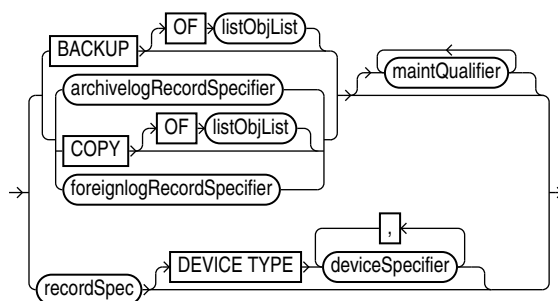 OF listObjList
BACKUP
maintQualifier
archivelogRecordSpecifier
OF listObjList
COPY
foreignlogRecordSpecifier
,
DEVICE TYPE deviceSpecifier
recordSpec